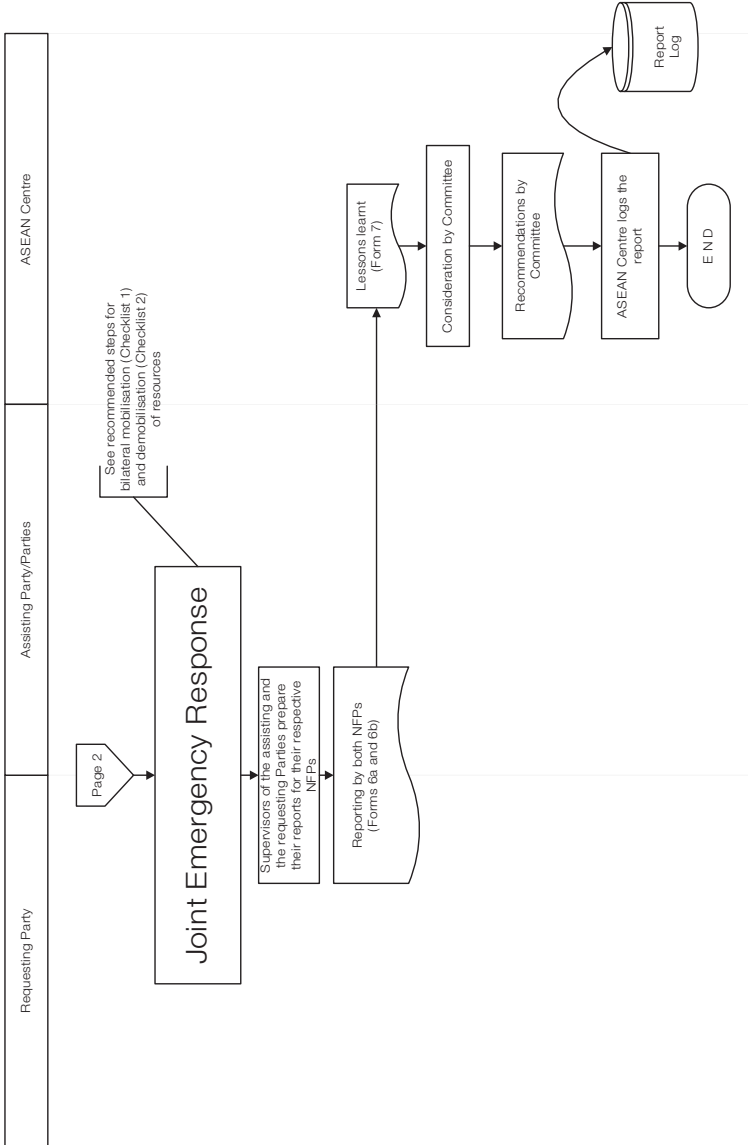 Requesting Party
Assisting Party/Parties
ASEAN Centre
Page 2
See recommended steps for
bilateral mobilisation (Checklist 1)
and demobilisation (Checklist 2)
of resources
Joint Emergency Response
Supervisors of the assisting and
the requesting Parties prepare
their reports for their respective
NFPs
Reporting by both NFPs
(Forms 6a and 6b)
Lessons learnt
(Form 7)
Consideration by Committee
Recommendations by
Committee
ASEAN Centre logs the
report
Report
Log
E N D